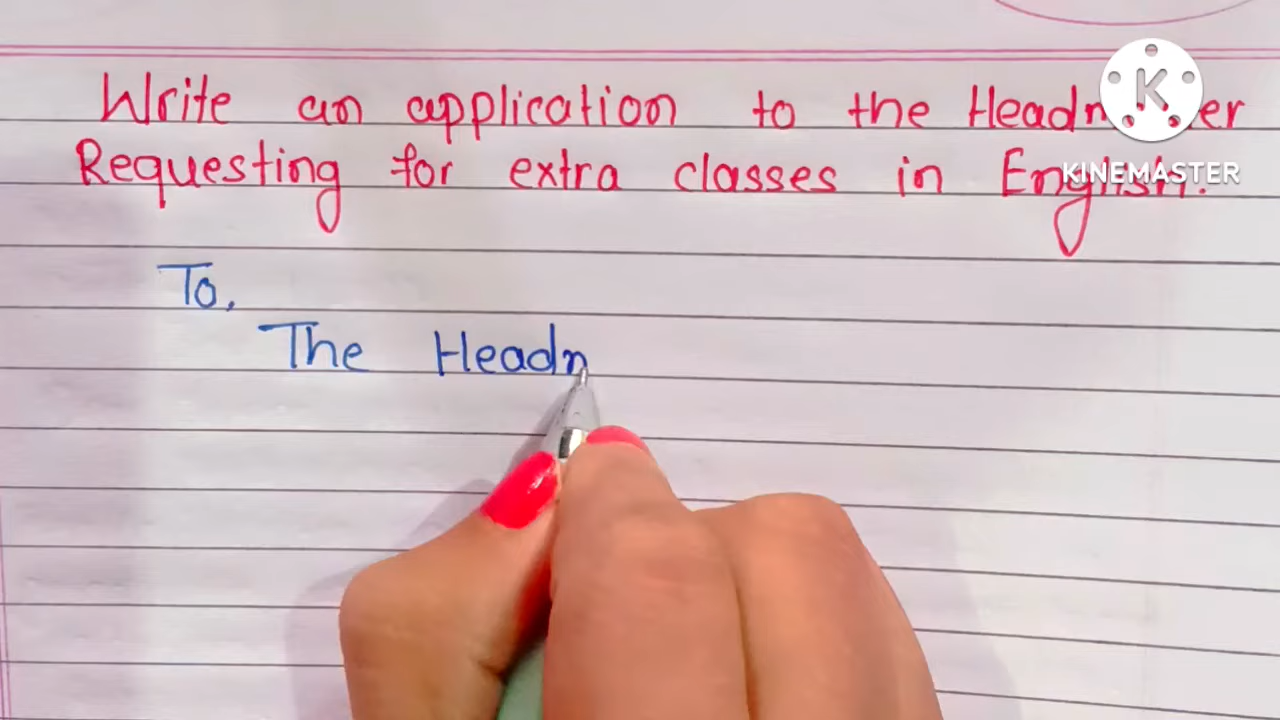 Write an application to the
Requesting for extra classes in English.
To,
The Headm
KINEMASTER